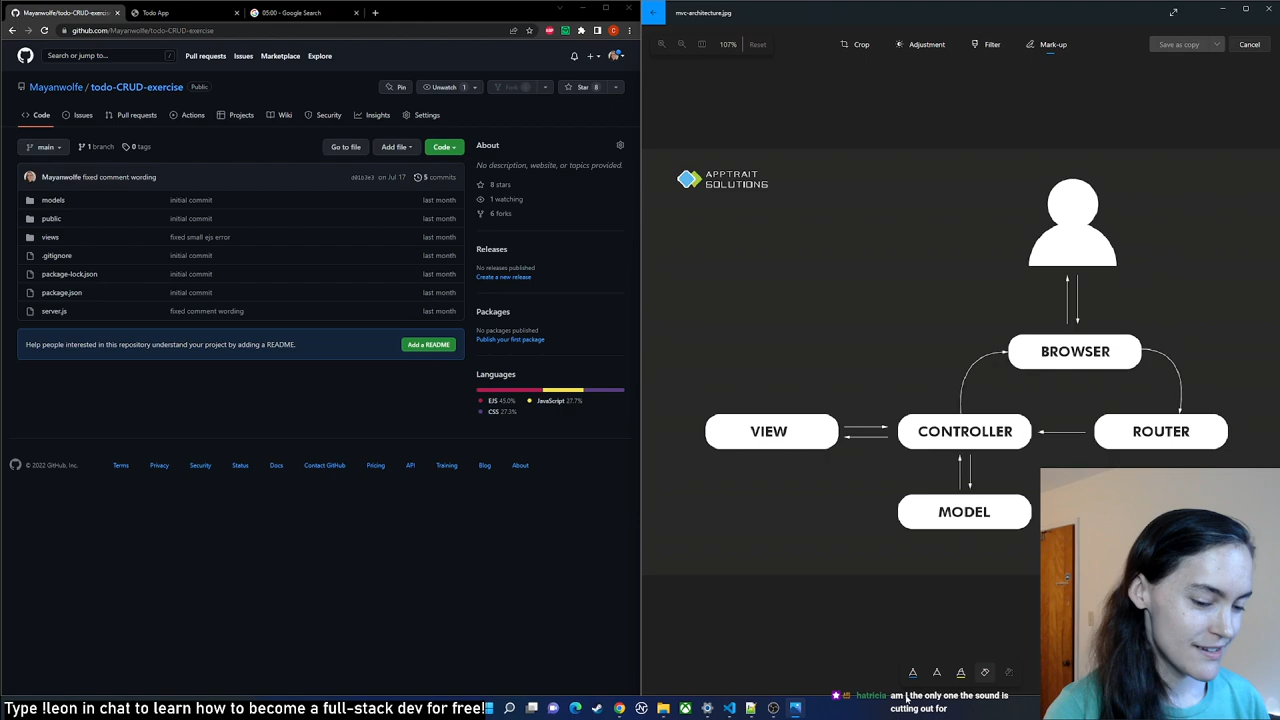 Mayanwolfe/todo-CRUD-exercise
Todo App
05:00 - Google Search
github.com/Mayanwolfe/todo-CRUD-exercise
Search or jump to...
Pull requests
Issues
Marketplace
Explore
Mayanwolfe / todo-CRUD-exercise
Public
Pin
Unwatch 1
Star 8
Code
Issues
Pull requests
Actions
Projects
Wiki
Insights
Security
Settings
main
1 branch
0 tags
Go to file
Add file
Code
Mayanwolfe fixed comment wording
on Jul 17
5 commits
models initial commit last month
public initial commit last month
views fixed small ejs error last month
.gitignore initial commit last month
package-lock.json initial commit last month
package.json initial commit last month
server.js fixed comment wording last month
Help people interested in this repository understand your project by adding a README.
Add a README
About
No description, website, or topics provided.
8 stars
1 watching
6 forks
Releases
No releases published
Create a new release
Packages
No packages published
Publish your first package
Languages
EJS 45.0%
JavaScript 27.7%
CSS 27.3%
© 2022 GitHub, Inc.
Terms
Privacy
Security
Status
Docs
Contact GitHub
Pricing
API
Training
Blog
About
mvc-architecture.jpg
107%
Reset
Crop
Adjustment
Filter
Mark-up
Save as copy
Cancel
APPTRAIT
SOLUTIONS
BROWSER
VIEW
CONTROLLER
ROUTER
MODEL
hatricia am I the only one the sound is
cutting out for
Type !leon in chat to learn how to become a full-stack dev for free!